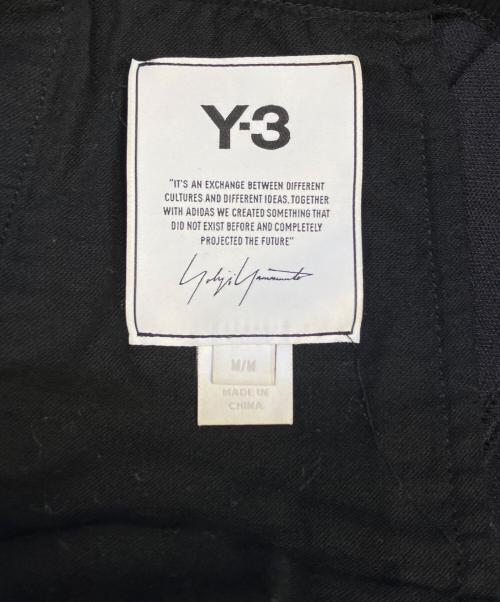 Y-3
"IT'S AN EXCHANGE BETWEEN DIFFERENT
CULTURES AND DIFFERENT IDEAS. TOGETHER
WITH ADIDAS WE CREATED SOMETHING THAT
DID NOT EXIST BEFORE AND COMPLETELY
PROJECTED THE FUTURE"
Yohji Yamamoto
M/M
MADE IN
CHINA